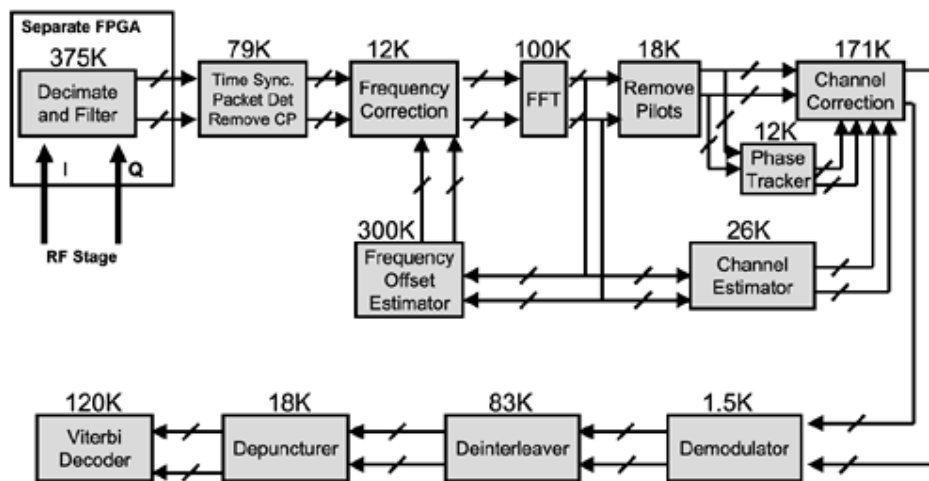 Separate FPGA
375K
Decimate
and Filter
I
Q
RF Stage
79K
Time Sync.
Packet Det
Remove CP
12K
Frequency
Correction
100K
FFT
18K
Remove
Pilots
171K
Channel
Correction
12K
Phase
Tracker
300K
Frequency
Offset
Estimator
26K
Channel
Estimator
120K
Viterbi
Decoder
18K
Depuncturer
83K
Deinterleaver
1.5K
Demodulator